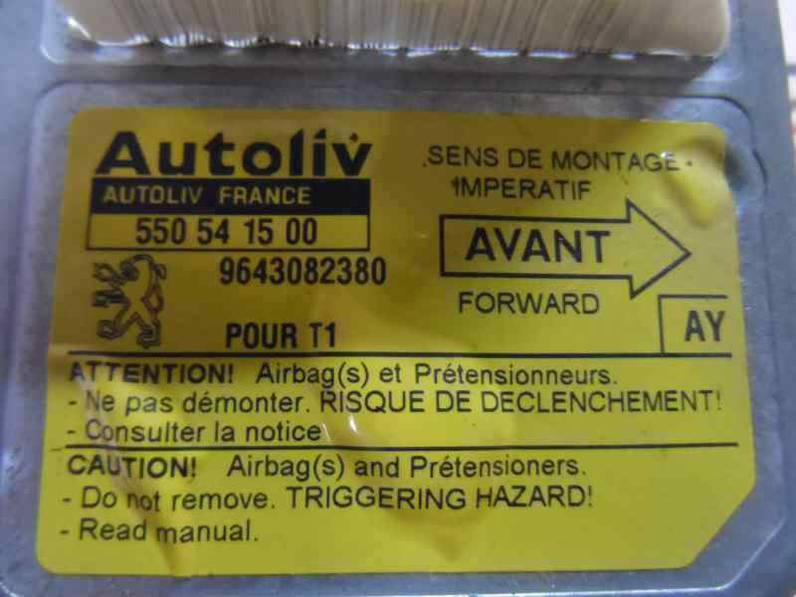 Autoliv
AUTOLIV FRANCE
550 54 15 00
9643082380
POUR T1
SENS DE MONTAGE
IMPERATIF
AVANT
FORWARD
AY
ATTENTION! Airbag(s) et Prétensionneurs.
- Ne pas démonter. RISQUE DE DECLENCHEMENT!
- Consulter la notice
CAUTION! Airbag(s) and Prétensioners.
- Do not remove. TRIGGERING HAZARD!
- Read manual.